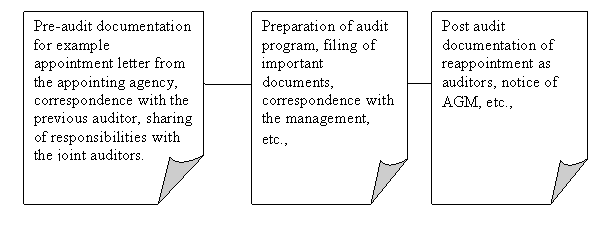 Pre-audit documentation
for example
appointment letter from
the appointing agency,
correspondence with the
previous auditor, sharing
of responsibilities with
the joint auditors.
Preparation of audit
program, filing of
important
documents,
correspondence with
the management,
etc.,
Post audit
documentation of
reappointment as
auditors, notice of
AGM, etc.,